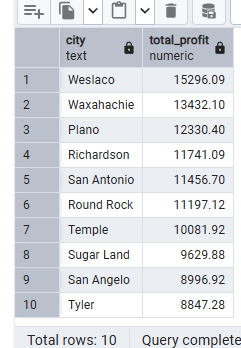 city total_profit
text numeric
1 Weslaco 15296.09
2 Waxahachie 13432.10
3 Plano 12330.40
4 Richardson 11741.09
5 San Antonio 11456.70
6 Round Rock 11197.12
7 Temple 10081.92
8 Sugar Land 9629.88
9 San Angelo 8996.92
10 Tyler 8847.28
Total rows: 10 Query complete